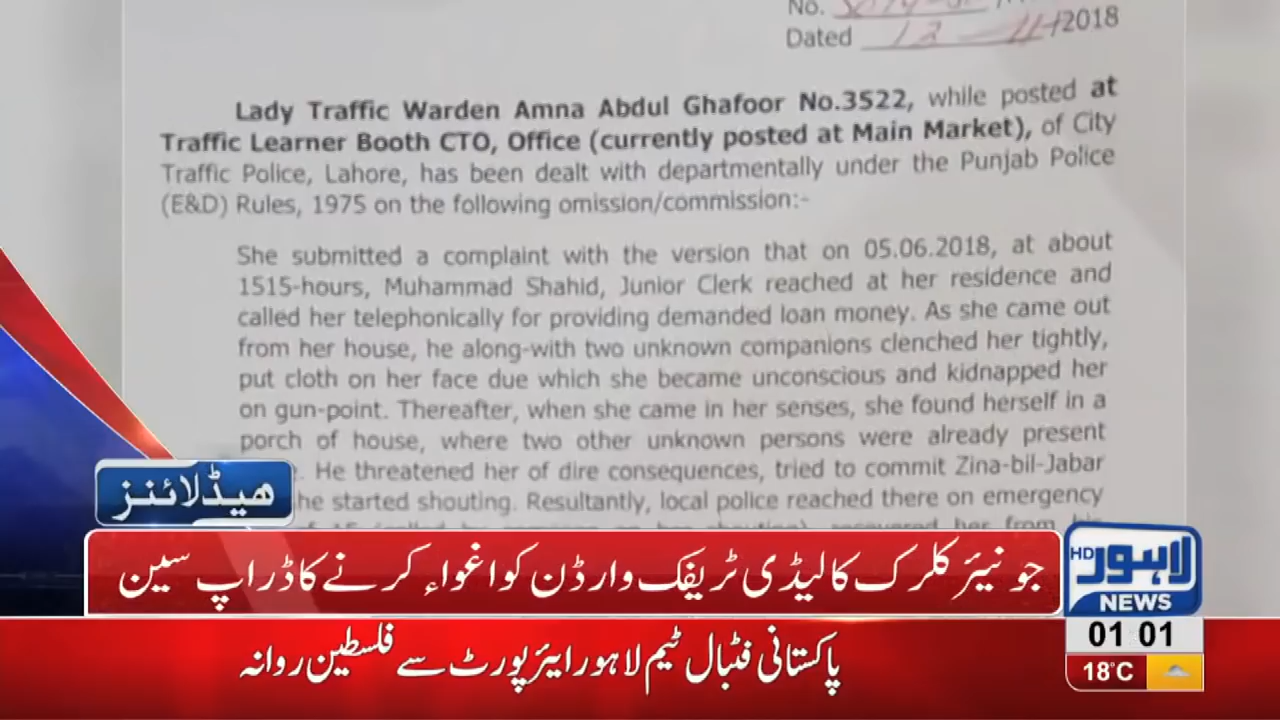 No.
Dated 12 11/2018
Lady Traffic Warden Amna Abdul Ghafoor No.3522, while posted at
Traffic Learner Booth CTO, Office (currently posted at Main Market), of City
Traffic Police, Lahore, has been dealt with departmentally under the Punjab Police
(E&D) Rules, 1975 on the following omission/commission:-
She submitted a complaint with the version that on 05.06.2018, at about
1515-hours, Muhammad Shahid, Junior Clerk reached at her residence and
called her telephonically for providing demanded loan money. As she came out
from her house, he along-with two unknown companions clenched her tightly,
put cloth on her face due which she became unconscious and kidnapped her
on gun-point. Thereafter, when she came in her senses, she found herself in a
porch of house, where two other unknown persons were already present
He threatened her of dire consequences, tried to commit Zina-bil-Jabar
he started shouting. Resultantly, local police reached there on emergency
ھیڈلائنز
جونیئر کلرک کا لیڈی ٹریفک وارڈن کو اغواء کرنے کا ڈراپ سین
HD لاہور
NEWS
01 01
18°C
پاکستانی فٹبال ٹیم لاہور ایئرپورٹ سے فلسطین روانہ